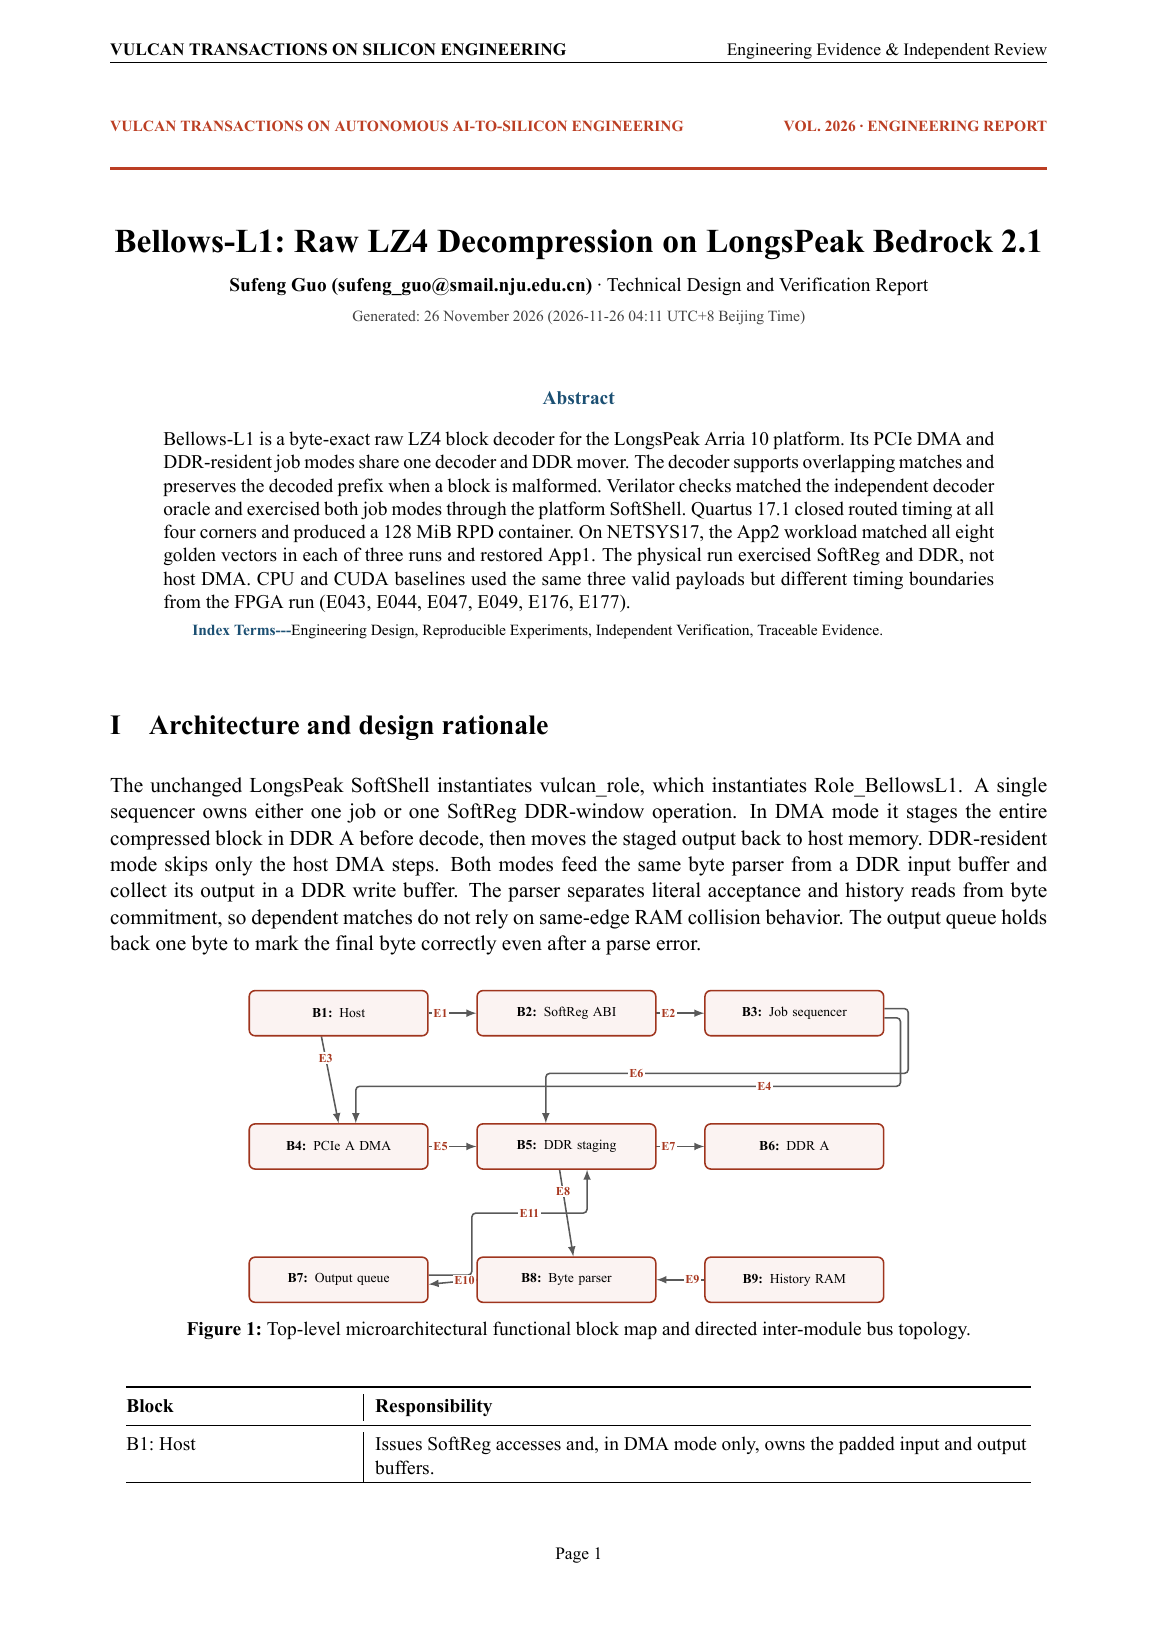 VULCAN TRANSACTIONS ON SILICON ENGINEERING Engineering Evidence & Independent Review
VULCAN TRANSACTIONS ON AUTONOMOUS AI-TO-SILICON ENGINEERING VOL. 2026 · ENGINEERING REPORT
Bellows-L1: Raw LZ4 Decompression on LongsPeak Bedrock 2.1
Sufeng Guo (sufeng_guo@smail.nju.edu.cn) · Technical Design and Verification Report
Generated: 26 November 2026 (2026-11-26 04:11 UTC+8 Beijing Time)
Abstract
Bellows-L1 is a byte-exact raw LZ4 block decoder for the LongsPeak Arria 10 platform. Its PCIe DMA and
DDR-resident job modes share one decoder and DDR mover. The decoder supports overlapping matches and
preserves the decoded prefix when a block is malformed. Verilator checks matched the independent decoder
oracle and exercised both job modes through the platform SoftShell. Quartus 17.1 closed routed timing at all
four corners and produced a 128 MiB RPD container. On NETSYS17, the App2 workload matched all eight
golden vectors in each of three runs and restored App1. The physical run exercised SoftReg and DDR, not
host DMA. CPU and CUDA baselines used the same three valid payloads but different timing boundaries
from the FPGA run (E043, E044, E047, E049, E176, E177).
Index Terms---Engineering Design, Reproducible Experiments, Independent Verification, Traceable Evidence.
I Architecture and design rationale
The unchanged LongsPeak SoftShell instantiates vulcan_role, which instantiates Role_BellowsL1. A single
sequencer owns either one job or one SoftReg DDR-window operation. In DMA mode it stages the entire
compressed block in DDR A before decode, then moves the staged output back to host memory. DDR-resident
mode skips only the host DMA steps. Both modes feed the same byte parser from a DDR input buffer and
collect its output in a DDR write buffer. The parser separates literal acceptance and history reads from byte
commitment, so dependent matches do not rely on same-edge RAM collision behavior. The output queue holds
back one byte to mark the final byte correctly even after a parse error.
B1: Host E1 B2: SoftReg ABI E2 B3: Job sequencer
E3
E6
E4
B4: PCIe A DMA E5 B5: DDR staging E7 B6: DDR A
E8
E11
B7: Output queue E10 B8: Byte parser E9 B9: History RAM
Figure 1: Top-level microarchitectural functional block map and directed inter-module bus topology.
Block Responsibility
B1: Host Issues SoftReg accesses and, in DMA mode only, owns the padded input and output
buffers.
Page 1